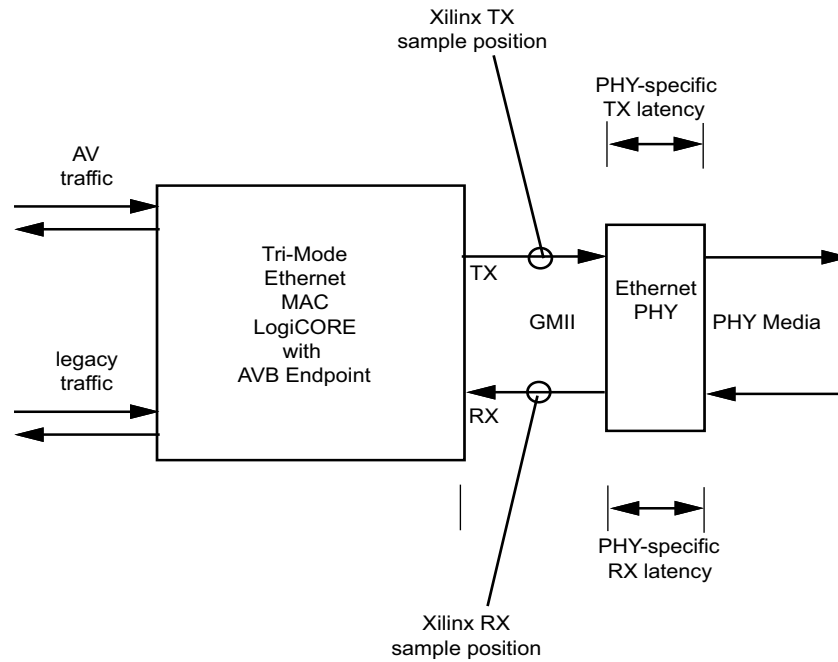 Xilinx TX
sample position
PHY-specific
TX latency
AV
traffic
Tri-Mode
Ethernet
MAC
LogiCORE
with
AVB Endpoint
TX
Ethernet
PHY
GMII
PHY Media
legacy
traffic
RX
PHY-specific
RX latency
Xilinx RX
sample position